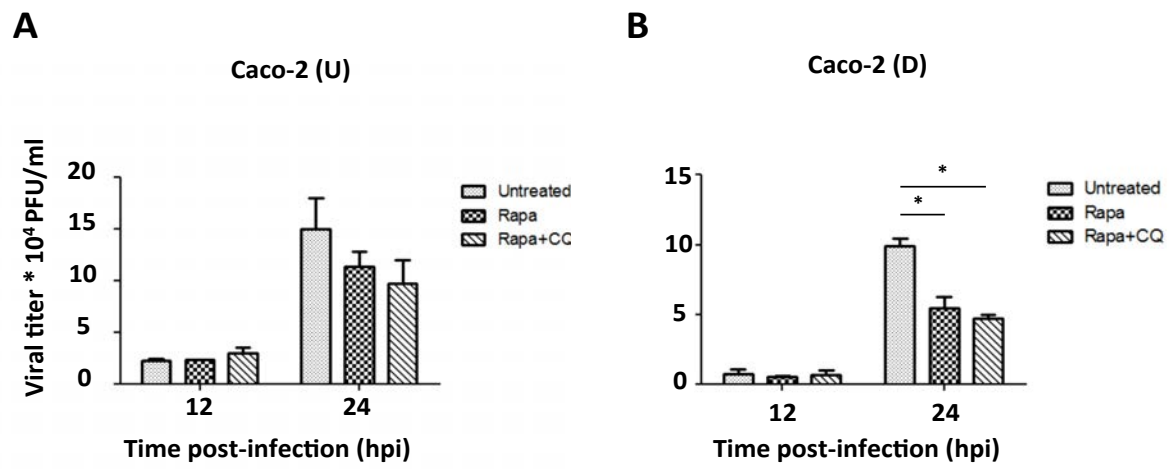 A
Caco-2 (U)
Viral titer * 10⁴ PFU/ml
20
15
10
5
0
12
24
Time post-infection (hpi)
Untreated
Rapa
Rapa+CQ
B
Caco-2 (D)
15
10
5
0
*
*
12
24
Time post-infection (hpi)
Untreated
Rapa
Rapa+CQ